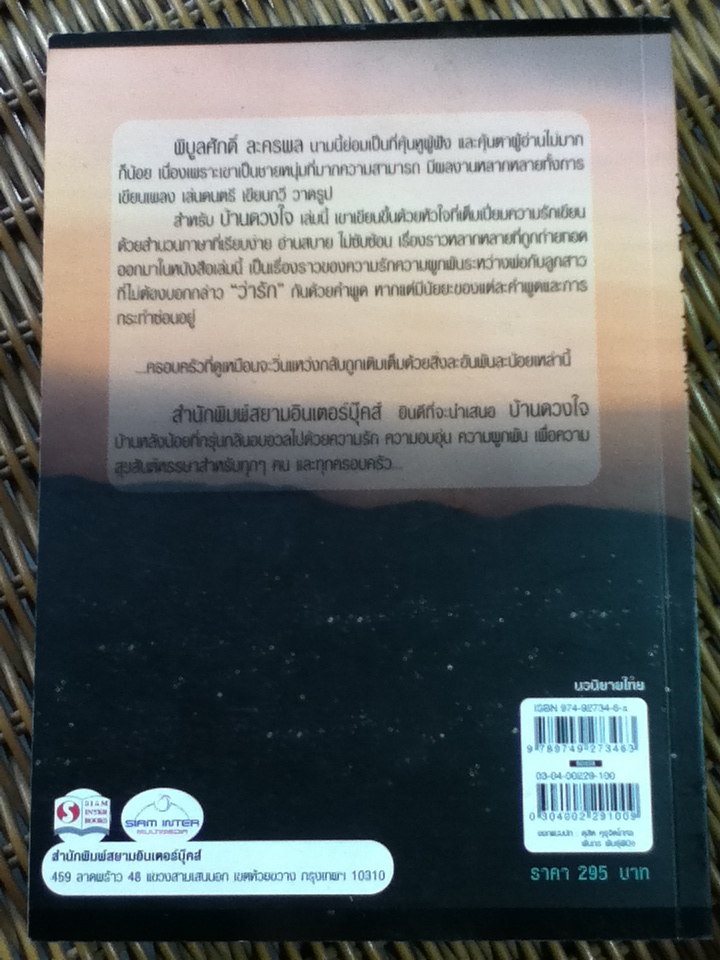 พิบูลศักดิ์ ละครพล นามนี้ย่อมเป็นที่คุ้นหูผู้ฟัง และคุ้นตาผู้อ่านไม่มาก
ก็น้อย เนื่องเพราะเขาเป็นชายหนุ่มที่มากความสามารถ มีผลงานหลากหลายทั้งการ
เขียนเพลง เล่นดนตรี เขียนกวี วาดรูป
สำหรับ บ้านดวงใจ เล่มนี้ เขาเขียนขึ้นด้วยหัวใจที่เต็มเปี่ยมความรักเขียน
ด้วยสำนวนภาษาที่เรียบง่าย อ่านสบาย ไม่ซับซ้อน เรื่องราวหลากหลายที่ถูกถ่ายทอด
ออกมาในหนังสือเล่มนี้ เป็นเรื่องราวของความรักความผูกพันระหว่างพ่อกับลูกสาว
ที่ไม่ต้องบอกกล่าว “ว่ารัก” กันด้วยคำพูด หากแต่มีนัยยะของแต่ละคำพูดและการ
กระทำซ่อนอยู่
...ครอบครัวที่ดูเหมือนจะวิ่นแหว่งกลับถูกเติมเต็มด้วยสิ่งละอันพันละน้อยเหล่านี้
สำนักพิมพ์สยามอินเตอร์บุ๊คส์ ยินดีที่จะนำเสนอ บ้านดวงใจ
บ้านหลังน้อยที่กรุ่นกลิ่นอบอวลไปด้วยความรัก ความอบอุ่น ความผูกพัน เพื่อความ
สุขสันต์หรรษาสำหรับทุกๆ คน และทุกครอบครัว...
นวนิยายไทย
ISBN 974-92734-6-
9 789749 273463
03-04-00229-100
0 304002 291009
ออกแบบปก :
ราคา 295 บาท
S SIAM INTER BOOKS
SIAM INTER
MULTIMEDIA
สำนักพิมพ์สยามอินเตอร์บุ๊คส์
459 ลาดพร้าว 48 แขวงสามเสนนอก เขตห้วยขวาง กรุงเทพฯ 10310